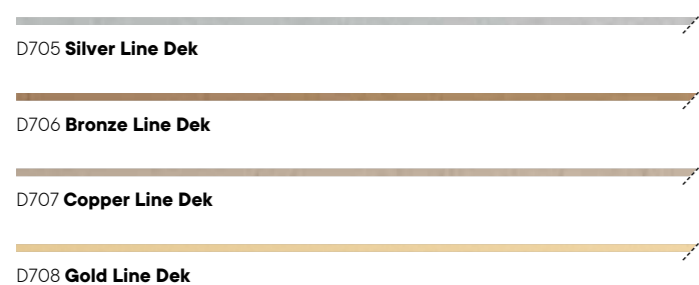 D705 Silver Line Dek
D706 Bronze Line Dek
D707 Copper Line Dek
D708 Gold Line Dek